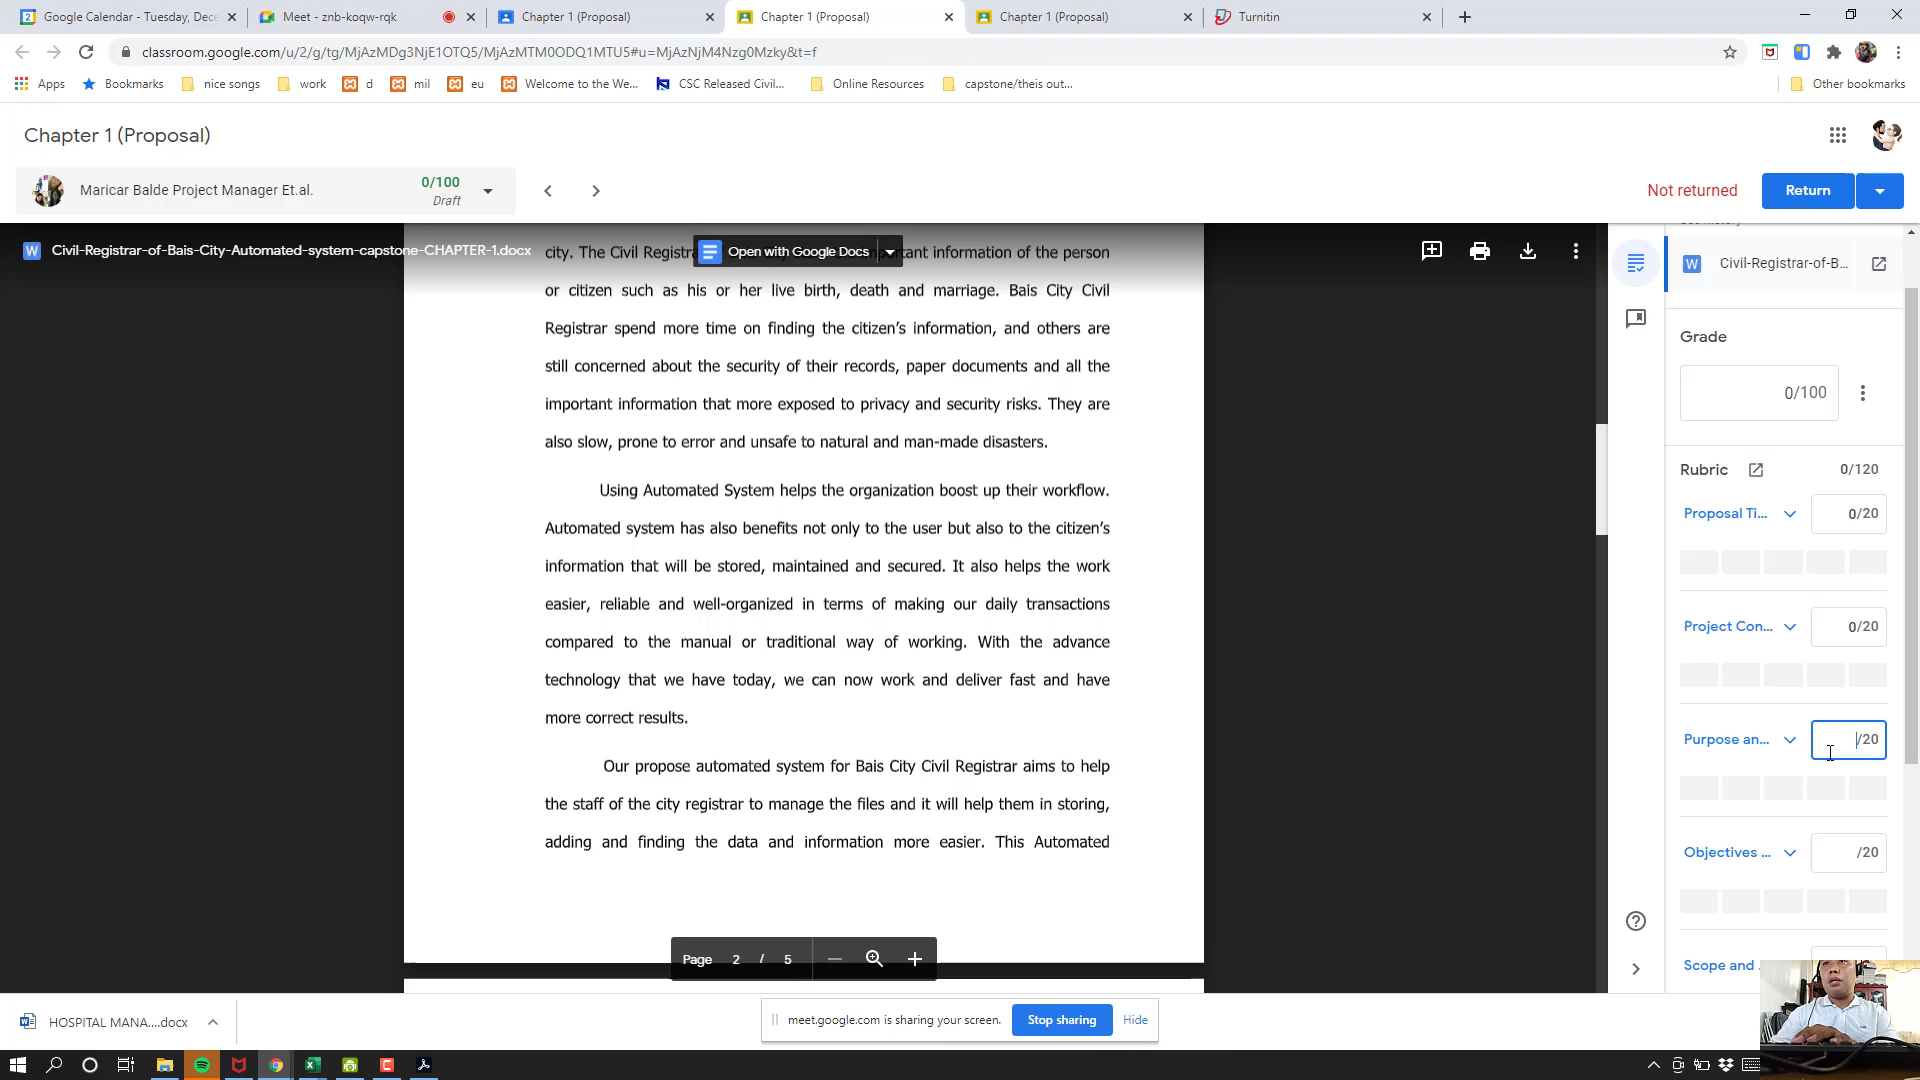 Google Calendar - Tuesday, Dece
Meet - znb-koqw-rqk
Chapter 1 (Proposal)
Chapter 1 (Proposal)
Chapter 1 (Proposal)
Turnitin
classroom.google.com/u/2/g/tg/MjAzMDg3NjE1OTQ5/MjAzMTM0ODQ1MTU5#u=MjAzNjM4Nzg0Mzky&t=f
Apps
Bookmarks
nice songs
work
d
mil
eu
Welcome to the We...
CSC Released Civil...
Online Resources
capstone/theis out...
Other bookmarks
Chapter 1 (Proposal)
Maricar Balde Project Manager Et.al.
0/100
Draft
Not returned
Return
Civil-Registrar-of-Bais-City-Automated-system-capstone-CHAPTER-1.docx
Open with Google Docs
city. The Civil Registra
portant information of the person
or citizen such as his or her live birth, death and marriage. Bais City Civil
Registrar spend more time on finding the citizen's information, and others are
still concerned about the security of their records, paper documents and all the
important information that more exposed to privacy and security risks. They are
also slow, prone to error and unsafe to natural and man-made disasters.
Using Automated System helps the organization boost up their workflow.
Automated system has also benefits not only to the user but also to the citizen's
information that will be stored, maintained and secured. It also helps the work
easier, reliable and well-organized in terms of making our daily transactions
compared to the manual or traditional way of working. With the advance
technology that we have today, we can now work and deliver fast and have
more correct results.
Our propose automated system for Bais City Civil Registrar aims to help
the staff of the city registrar to manage the files and it will help them in storing,
adding and finding the data and information more easier. This Automated
Page 2 / 5
Civil-Registrar-of-B...
Grade
0/100
Rubric
0/120
Proposal Ti...
0/20
Project Con...
0/20
Purpose an...
/20
Objectives ...
/20
Scope and
HOSPITAL MANA....docx
meet.google.com is sharing your screen.
Stop sharing
Hide